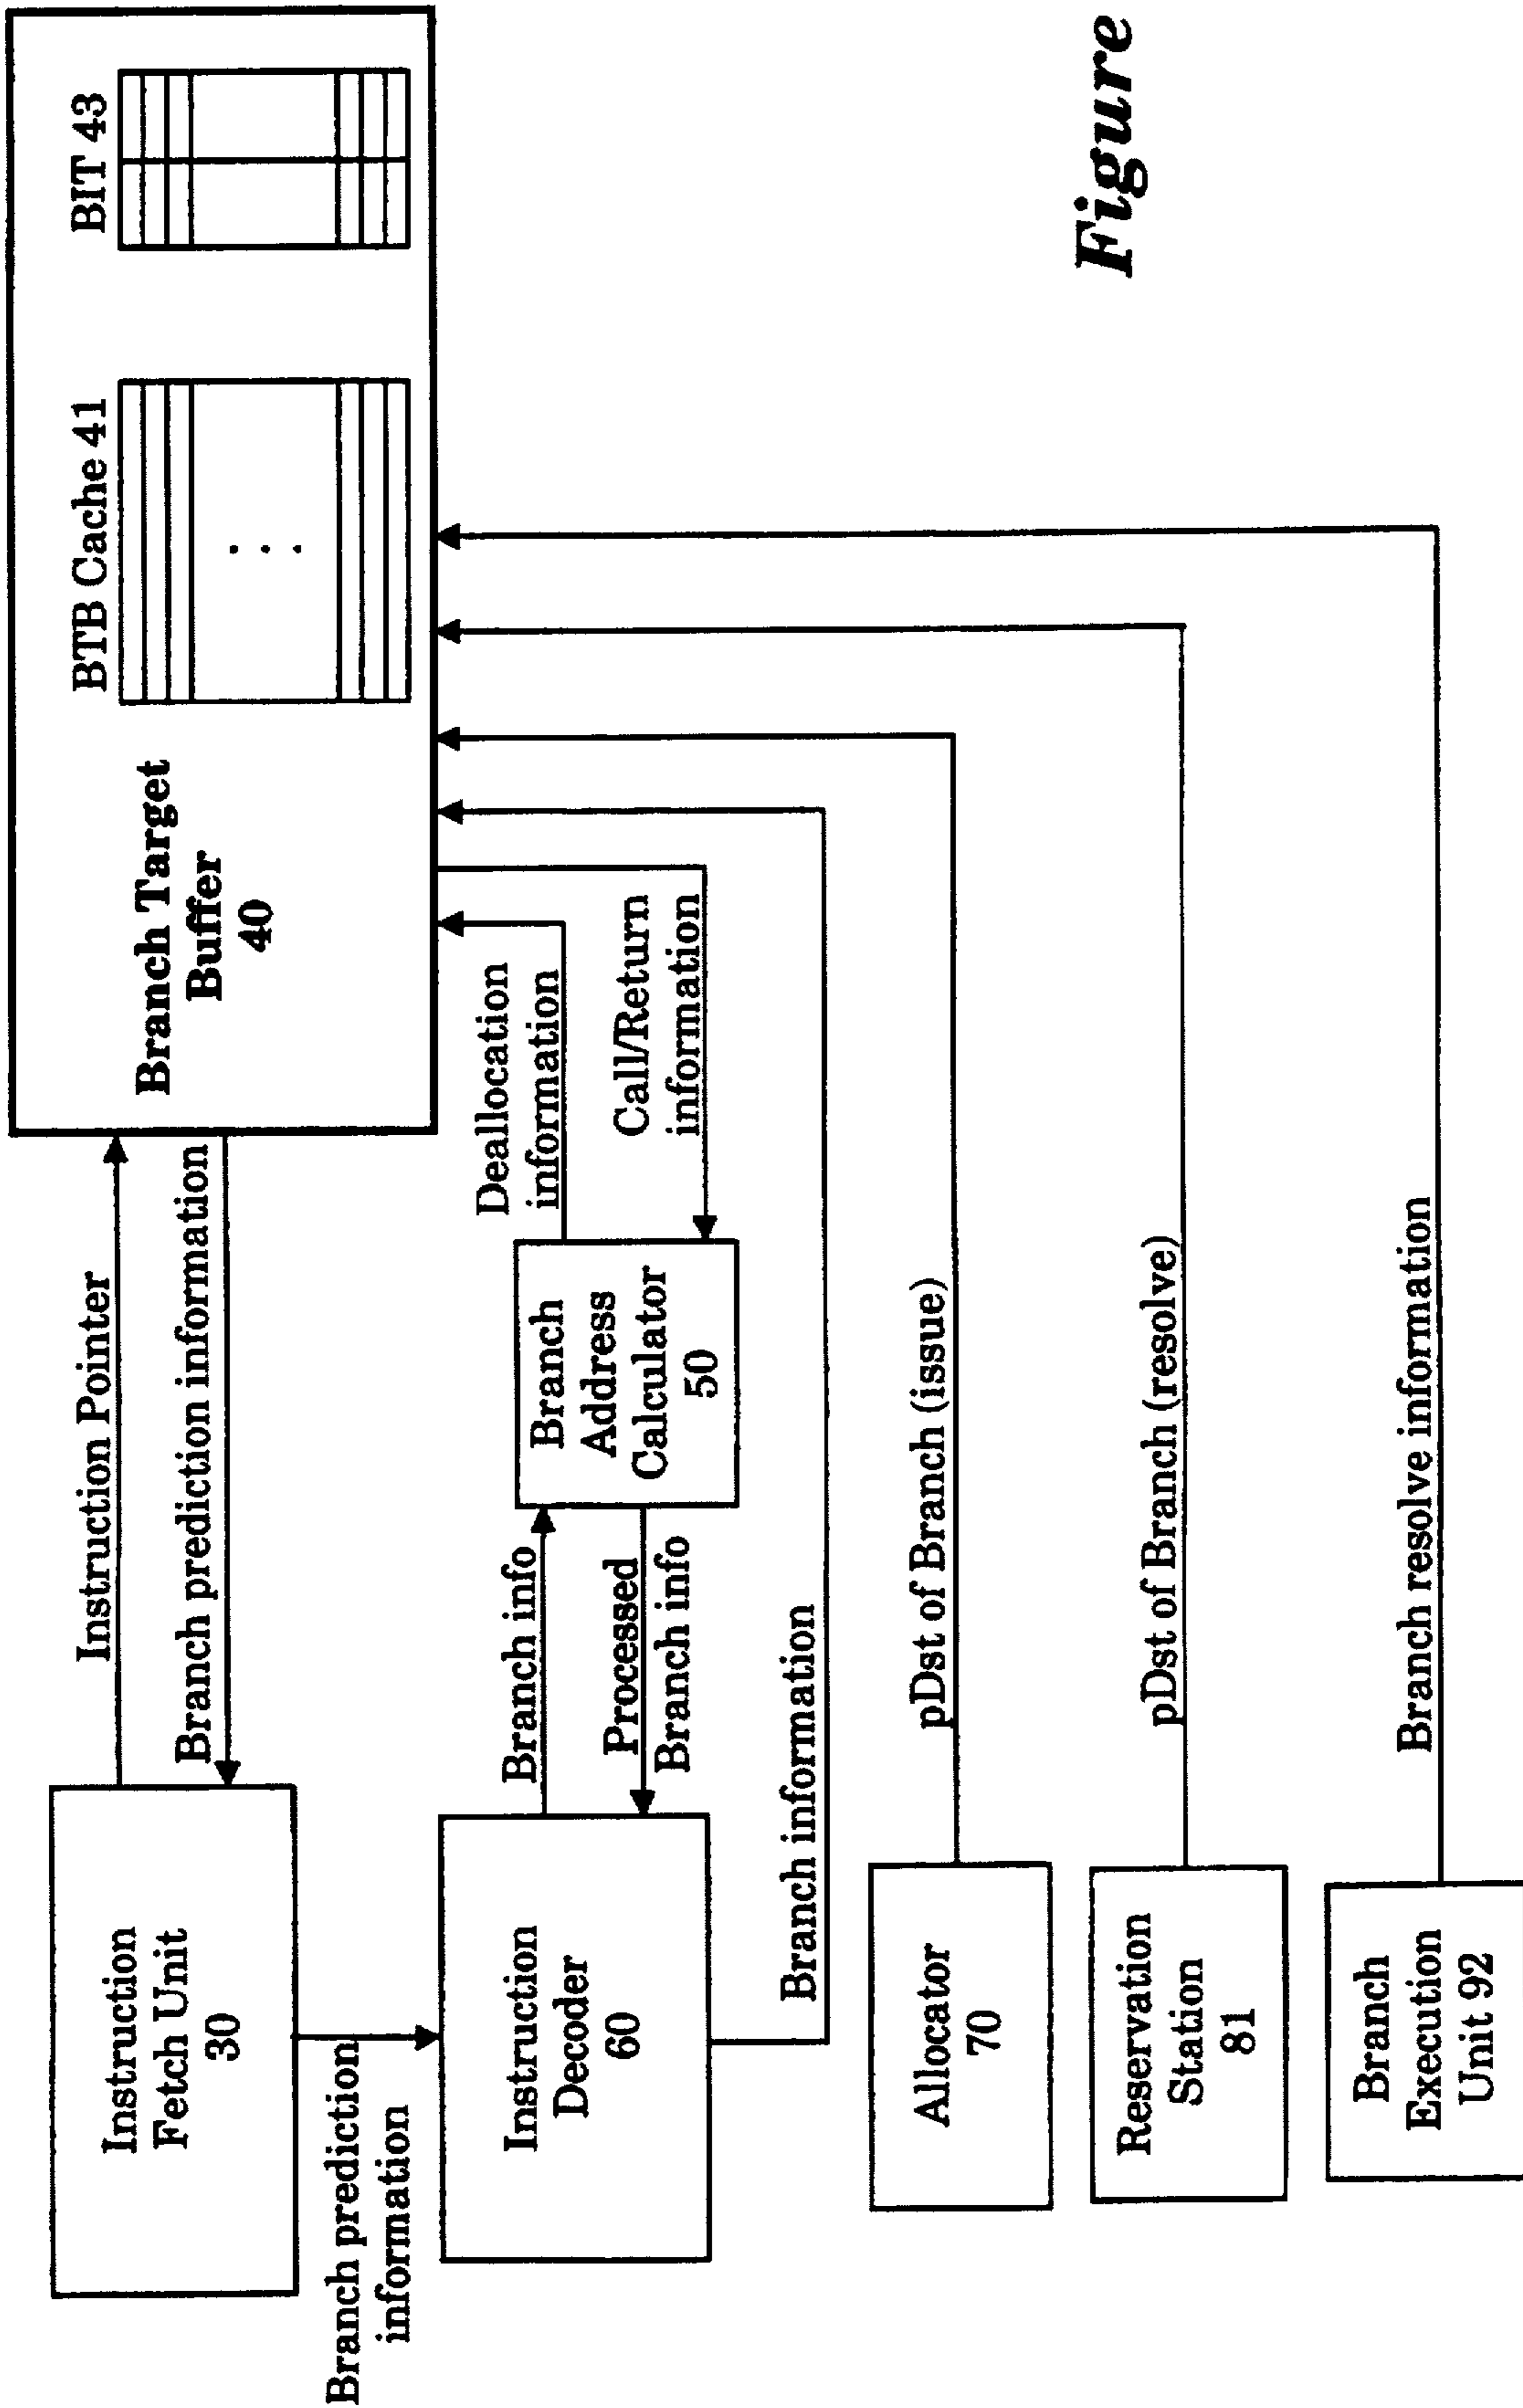 Instruction
Fetch Unit
30
Instruction Pointer
Branch prediction information
Branch Target
Buffer
40
BTB Cache 41
BIT 43
Branch prediction
information
Instruction
Decoder
60
Branch info
Processed
Branch info
Branch
Address
Calculator
50
Deallocation
information
Call/Return
information
Branch information
Allocator
70
pDst of Branch (issue)
Reservation
Station
81
pDst of Branch (resolve)
Branch
Execution
Unit 92
Branch resolve information
Figure